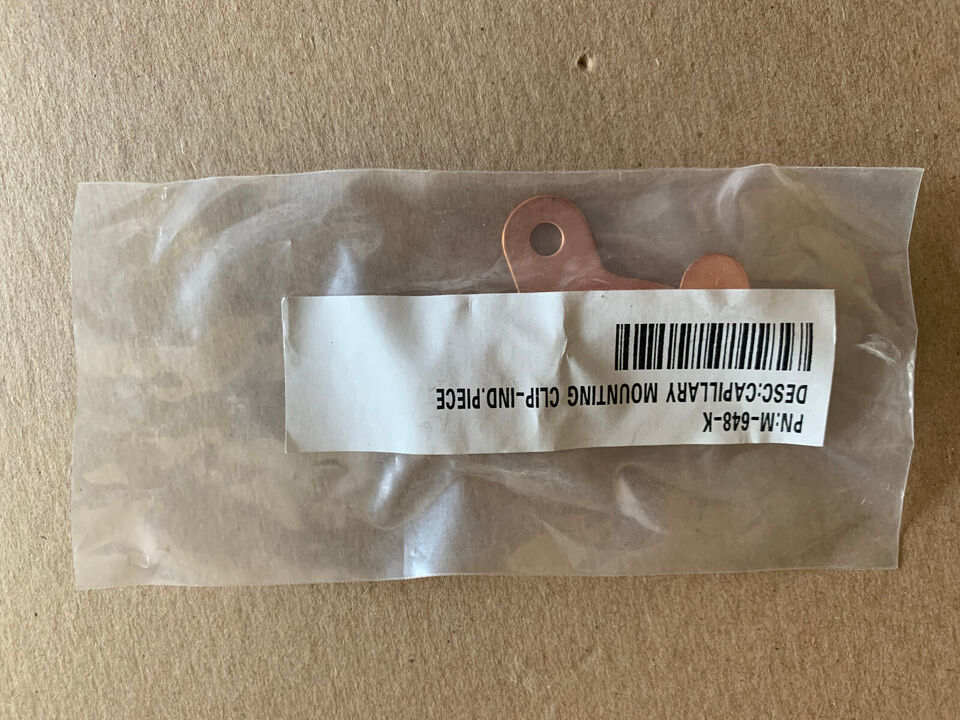 PN:M-648-K
DESC:CAPILLARY MOUNTING CLIP-IND.PIECE